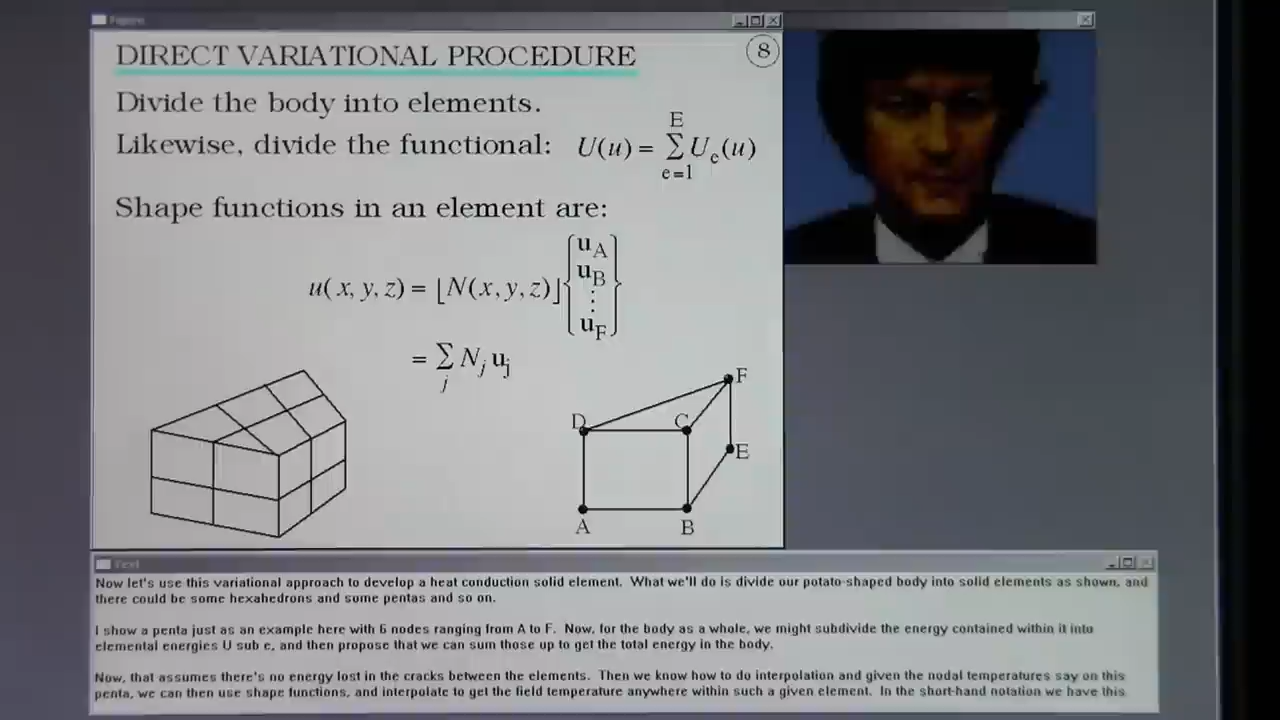 Figure
DIRECT VARIATIONAL PROCEDURE
8
Divide the body into elements.
Likewise, divide the functional: U(u) = E∑e=1 Ue(u)
Shape functions in an element are:
u( x, y, z) = ⌊N(x, y, z)⌋ {uA uB ⋮ uF}
= ∑j Nj uj
F
D C
E
A B
Text
Now let's use this variational approach to develop a heat conduction solid element. What we'll do is divide our potato-shaped body into solid elements as shown, and
there could be some hexahedrons and some pentas and so on.
I show a penta just as an example here with 6 nodes ranging from A to F. Now, for the body as a whole, we might subdivide the energy contained within it into
elemental energies U sub e, and then propose that we can sum those up to get the total energy in the body.
Now, that assumes there's no energy lost in the cracks between the elements. Then we know how to do interpolation and given the nodal temperatures say on this
penta, we can then use shape functions, and interpolate to get the field temperature anywhere within such a given element. In the short-hand notation we have this